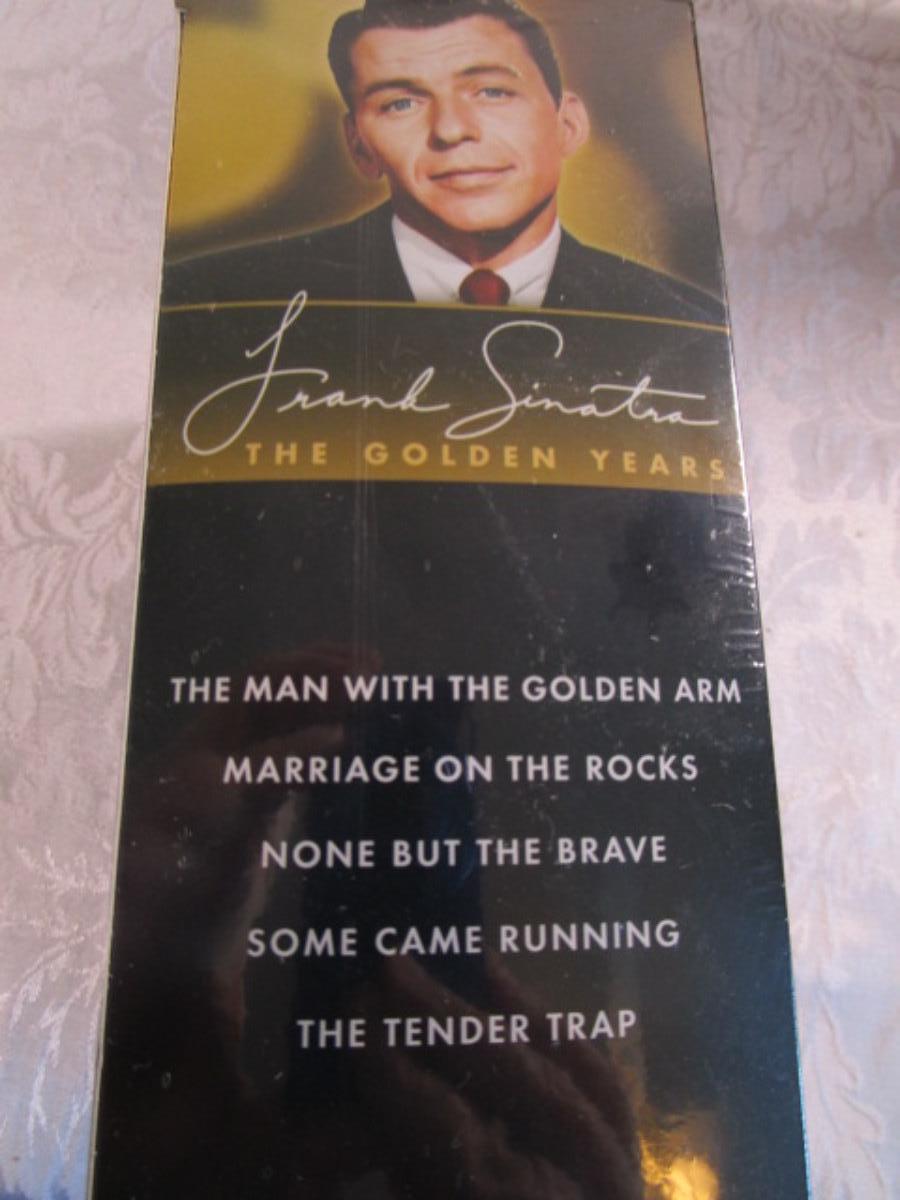 Frank Sinatra
THE GOLDEN YEARS
THE MAN WITH THE GOLDEN ARM
MARRIAGE ON THE ROCKS
NONE BUT THE BRAVE
SOME CAME RUNNING
THE TENDER TRAP